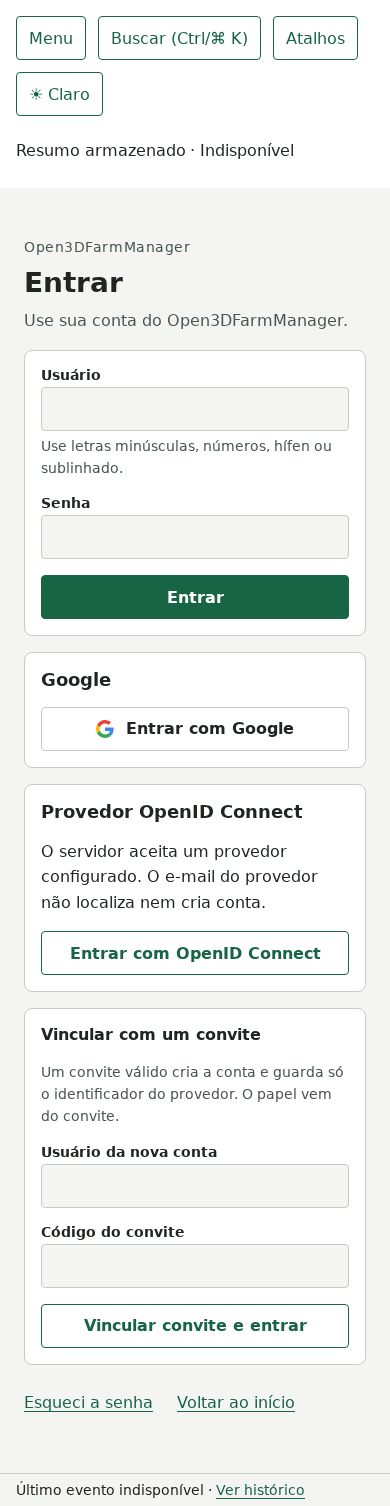 Menu
Buscar (Ctrl/⌘ K)
Atalhos
☀ Claro
Resumo armazenado · Indisponível
Open3DFarmManager
Entrar
Use sua conta do Open3DFarmManager.
Usuário
Use letras minúsculas, números, hífen ou
sublinhado.
Senha
Entrar
Google
Entrar com Google
Provedor OpenID Connect
O servidor aceita um provedor
configurado. O e-mail do provedor
não localiza nem cria conta.
Entrar com OpenID Connect
Vincular com um convite
Um convite válido cria a conta e guarda só
o identificador do provedor. O papel vem
do convite.
Usuário da nova conta
Código do convite
Vincular convite e entrar
Esqueci a senha
Voltar ao início
Último evento indisponível · Ver histórico